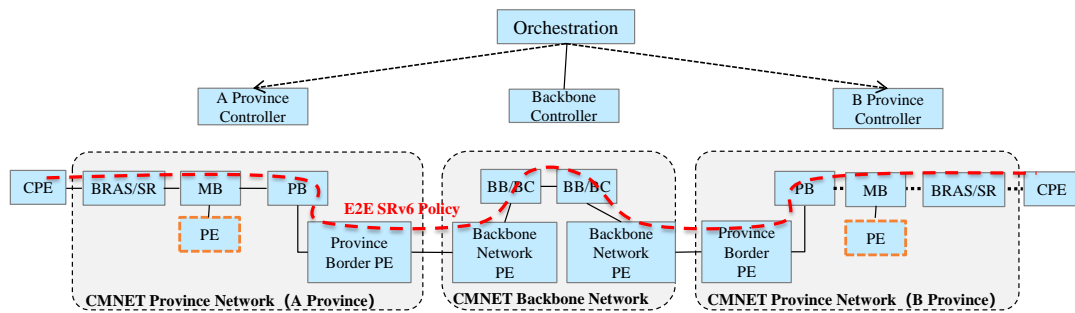 Orchestration
A Province
Controller
Backbone
Controller
B Province
Controller
CPE
BRAS/SR
MB
PB
BB/BC
BB/BC
PB
MB
BRAS/SR
CPE
E2E SRv6 Policy
PE
PE
Province
Border PE
Backbone
Network
PE
Backbone
Network
PE
Province
Border
PE
CMNET Province Network（A Province）
CMNET Backbone Network
CMNET Province Network（B Province）